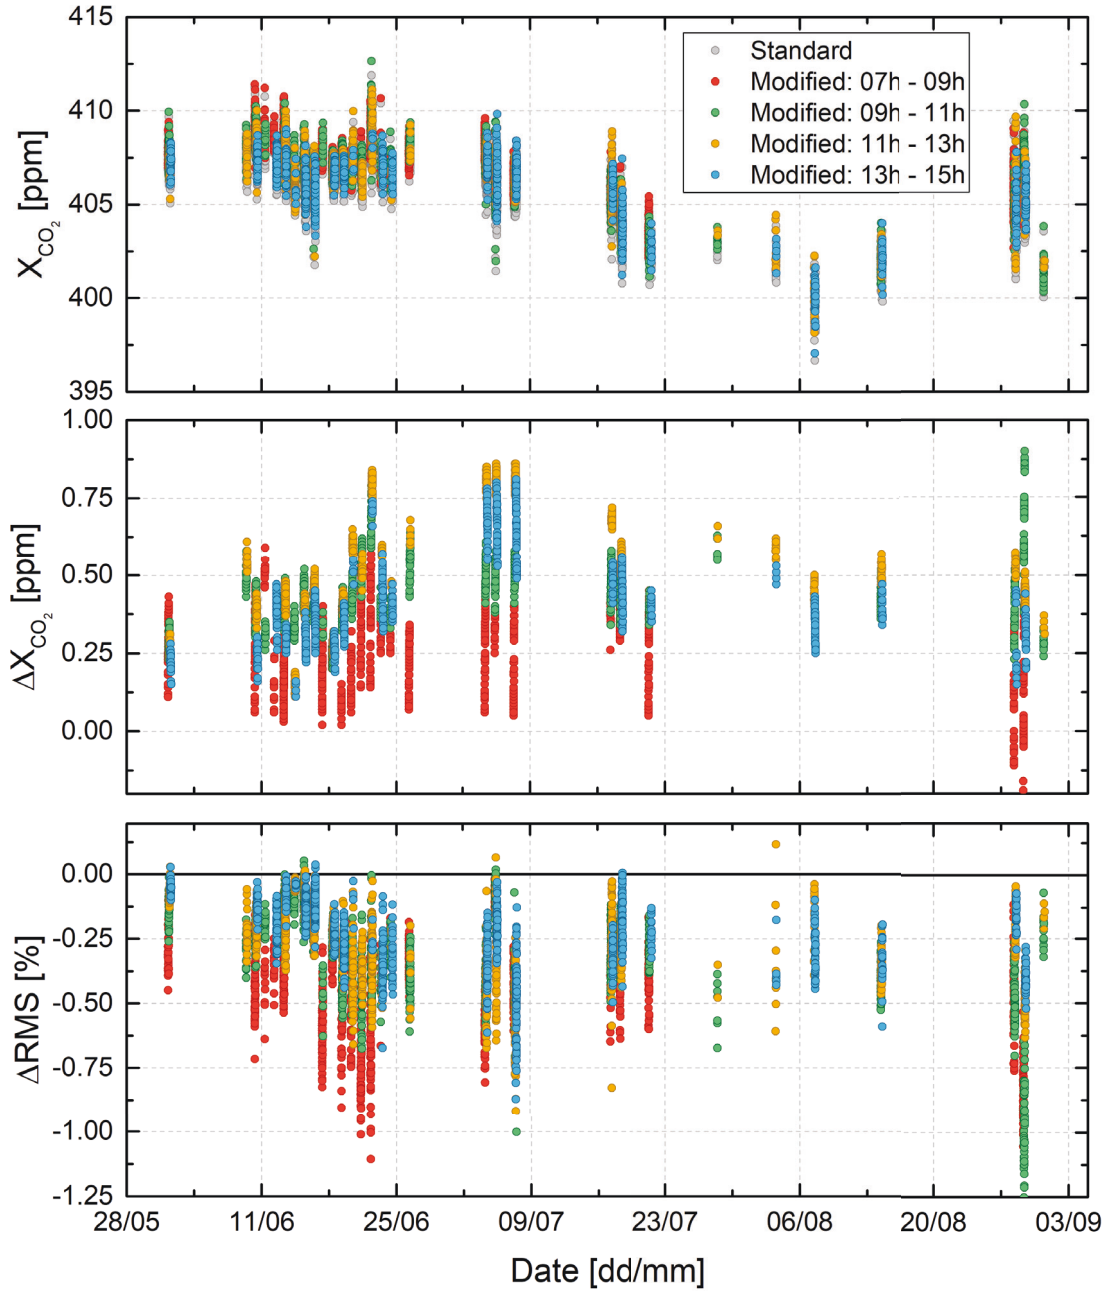 415
410
405
400
395
X_CO₂ [ppm]
Standard
Modified: 07h - 09h
Modified: 09h - 11h
Modified: 11h - 13h
Modified: 13h - 15h
1.00
0.75
0.50
0.25
0.00
ΔX_CO₂ [ppm]
0.00
-0.25
-0.50
-0.75
-1.00
-1.25
ΔRMS [%]
28/05 11/06 25/06 09/07 23/07 06/08 20/08 03/09
Date [dd/mm]